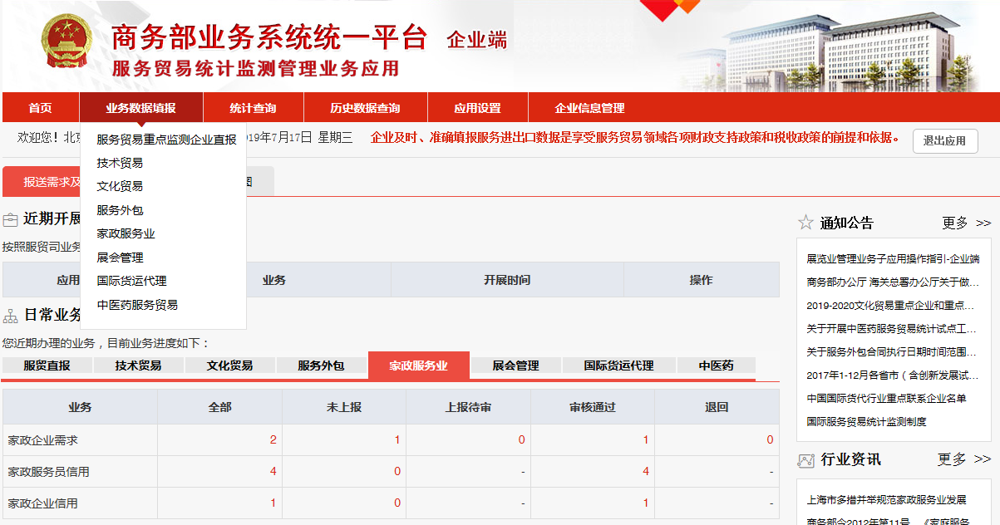 商务部业务系统统一平台 企业端
服务贸易统计监测管理业务应用
首页 业务数据填报 统计查询 历史数据查询 应用设置 企业信息管理
欢迎您！北京 019年7月17日 星期三 企业及时、准确填报服务进出口数据是享受服务贸易领域各项财政支持政策和税收政策的前提和依据。 退出应用
服务贸易重点监测企业直报
技术贸易
文化贸易
服务外包
家政服务业
展会管理
国际货运代理
中医药服务贸易
报送需求及 图
近期开展
按照服贸司业务
应用 业务 开展时间 操作
日常业务
您近期办理的业务，目前业务进度如下：
服贸直报 技术贸易 文化贸易 服务外包 家政服务业 展会管理 国际货运代理 中医药
业务 全部 未上报 上报待审 审核通过 退回
家政企业需求 2 1 0 1 0
家政服务员信用 4 0 - 4 -
家政企业信用 1 0 - 1 -
通知公告 更多 >>
展览业管理业务子应用操作指引-企业端
商务部办公厅 海关总署办公厅关于做...
2019-2020文化贸易重点企业和重点...
关于开展中医药服务贸易统计试点工...
关于服务外包合同执行日期时间范围...
2017年1-12月各省市（含创新发展试...
中国国际货代行业重点联系企业名单
国际服务贸易统计监测制度
行业资讯 更多 >>
上海市多措并举规范家政服务业发展
商务部令2012年第11号 《家庭服务